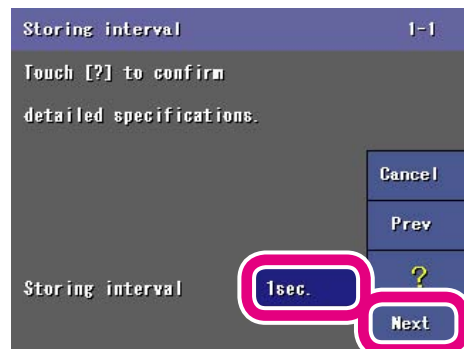 Storing interval 1-1
Touch [?] to confirm
detailed specifications.
Cancel
Prev
?
Storing interval 1sec.
Next